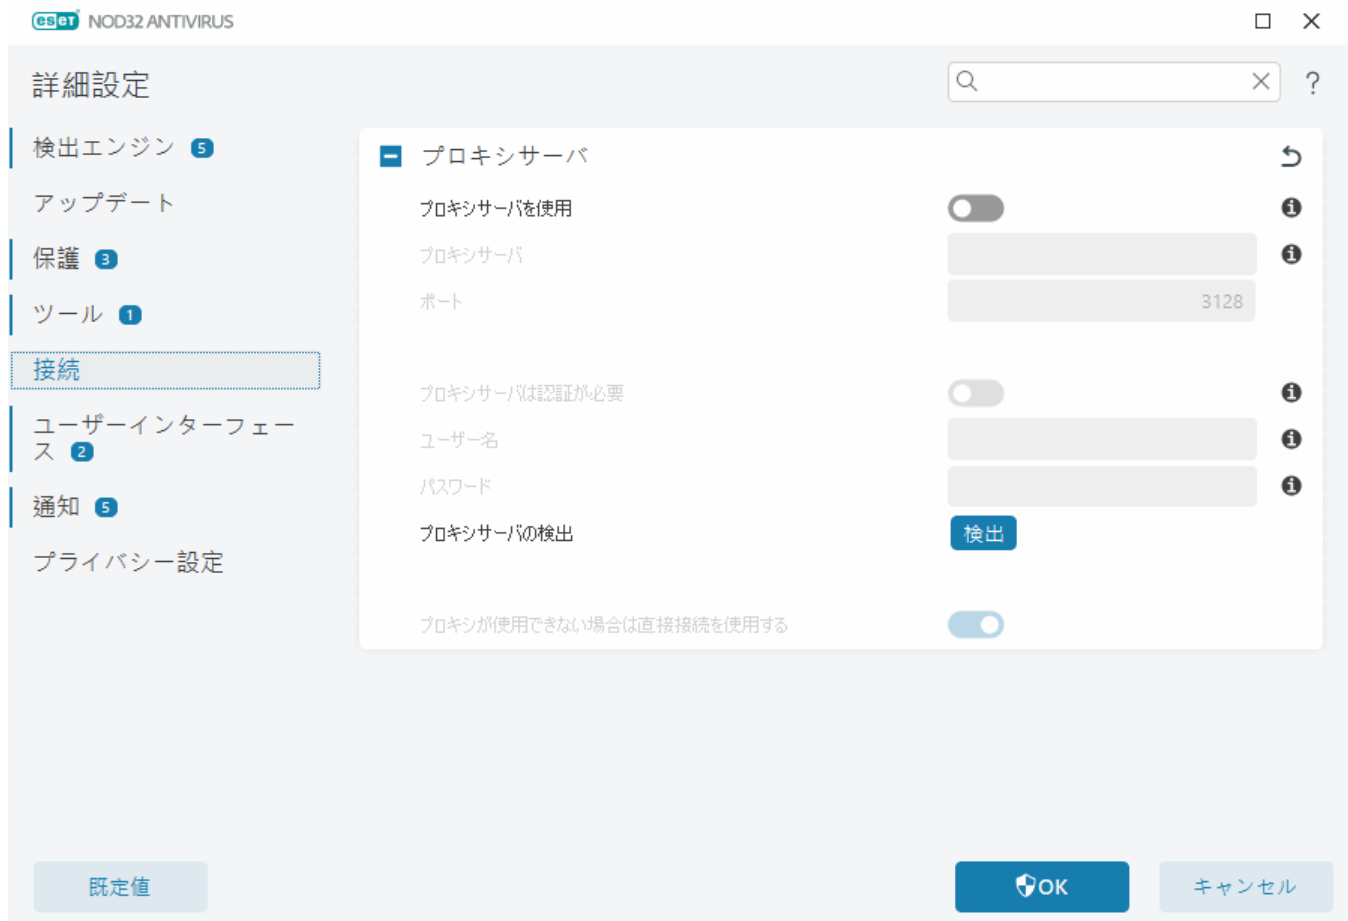 eseT NOD32 ANTIVIRUS
詳細設定
?
検出エンジン 5
アップデート
保護 3
ツール 1
接続
ユーザーインターフェー
ス 2
通知 5
プライバシー設定
プロキシサーバ
プロキシサーバを使用
プロキシサーバ
ポート 3128
プロキシサーバは認証が必要
ユーザー名
パスワード
プロキシサーバの検出 検出
プロキシが使用できない場合は直接接続を使用する
既定値
OK
キャンセル